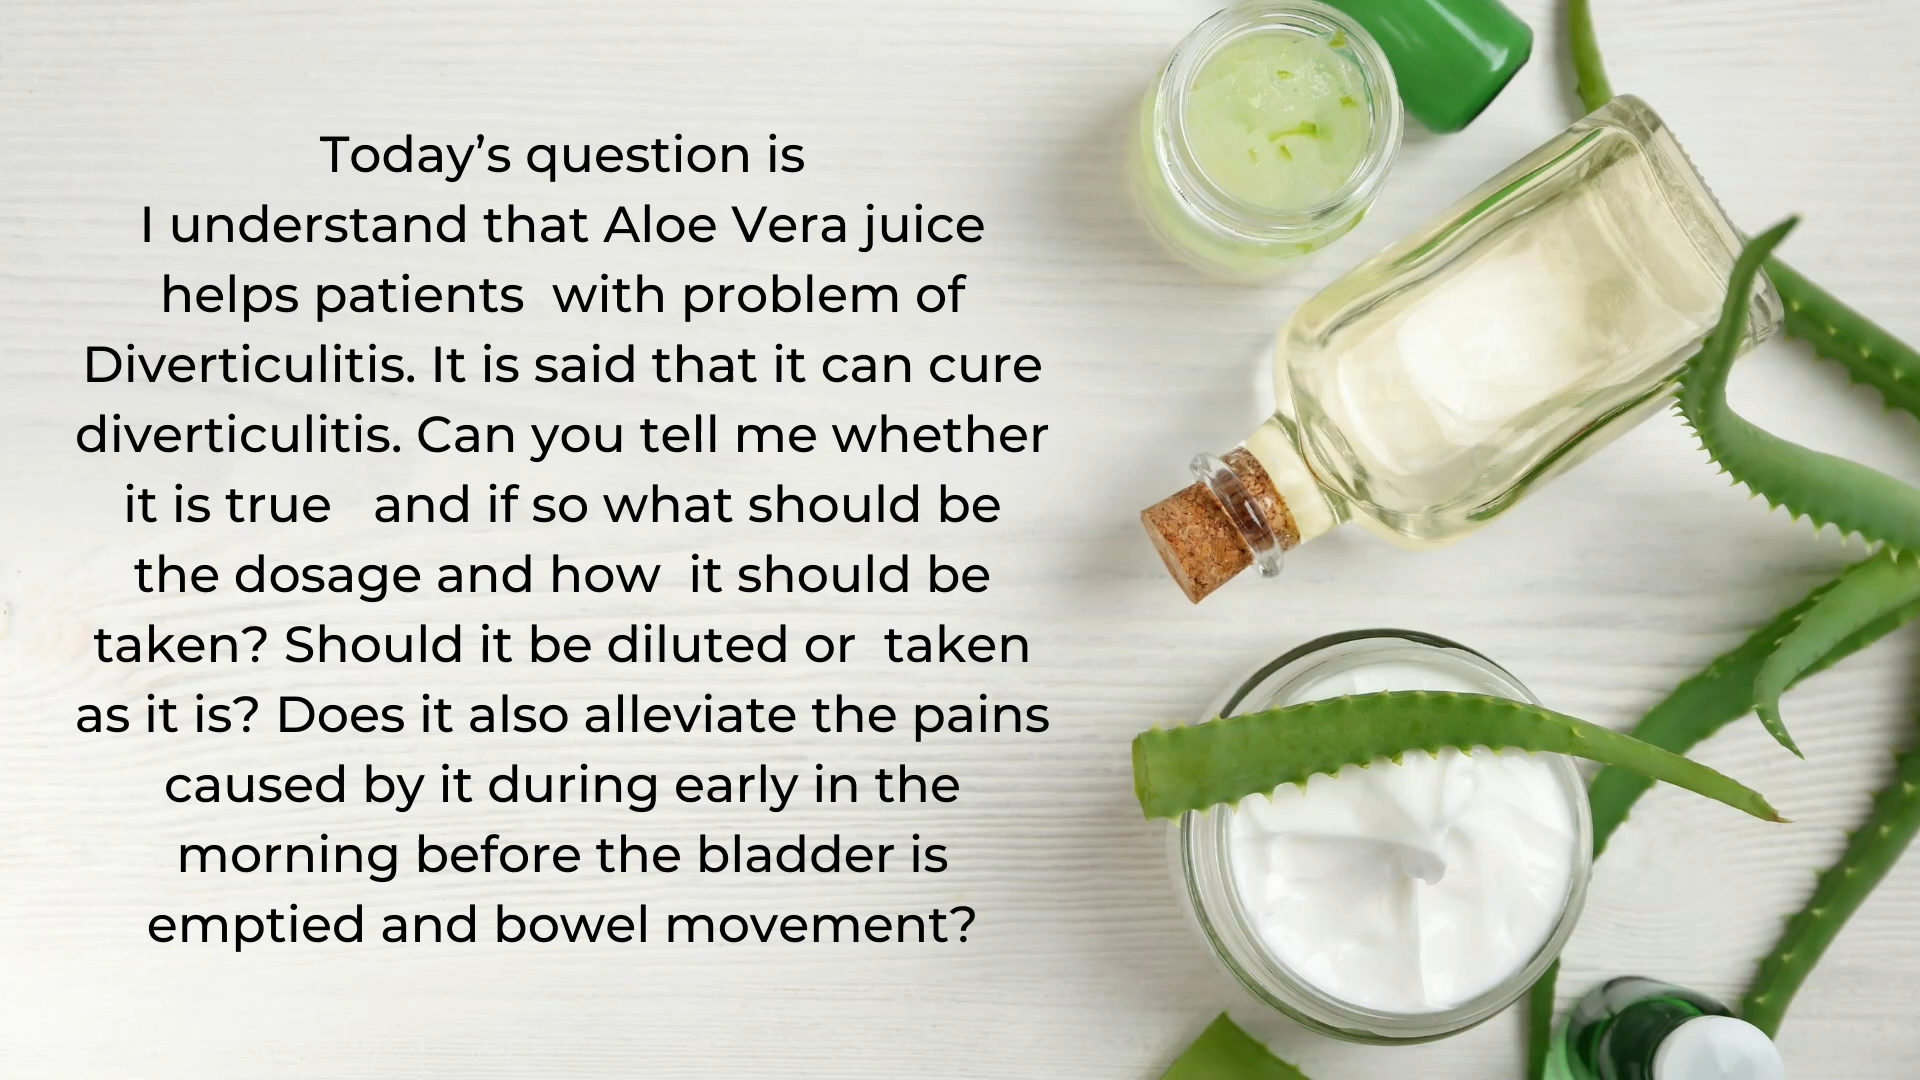 Today’s question is
I understand that Aloe Vera juice
helps patients  with problem of
Diverticulitis. It is said that it can cure
diverticulitis. Can you tell me whether
it is true   and if so what should be
the dosage and how  it should be
taken? Should it be diluted or  taken
as it is? Does it also alleviate the pains
caused by it during early in the
morning before the bladder is
emptied and bowel movement?